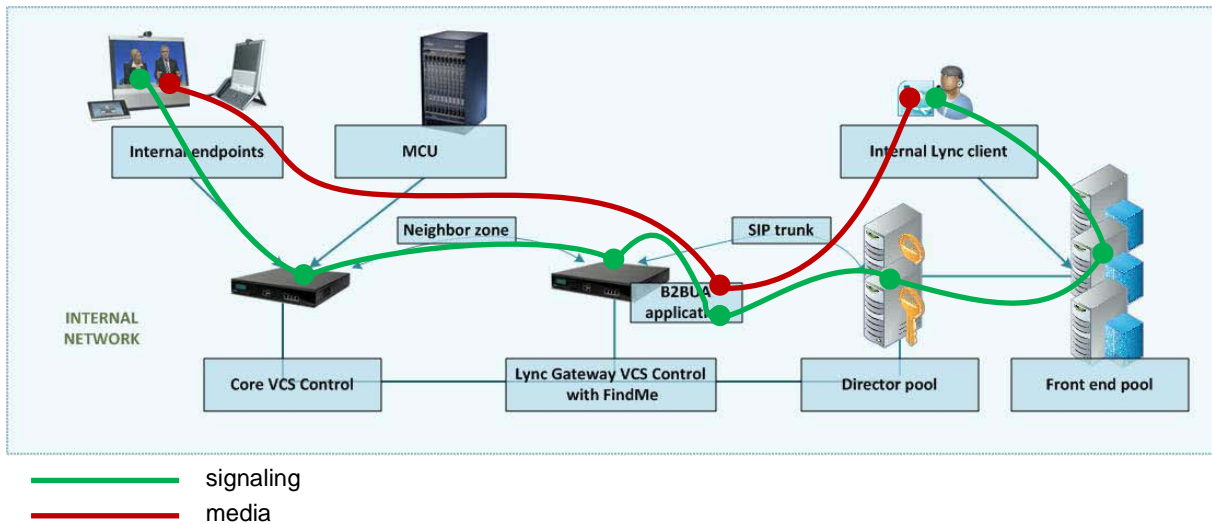 Internal endpoints
MCU
Internal Lync client
Neighbor zone
SIP trunk
B2BUA
applicati
INTERNAL
NETWORK
Core VCS Control
Lync Gateway VCS Control
with FindMe
Director pool
Front end pool
signaling
media